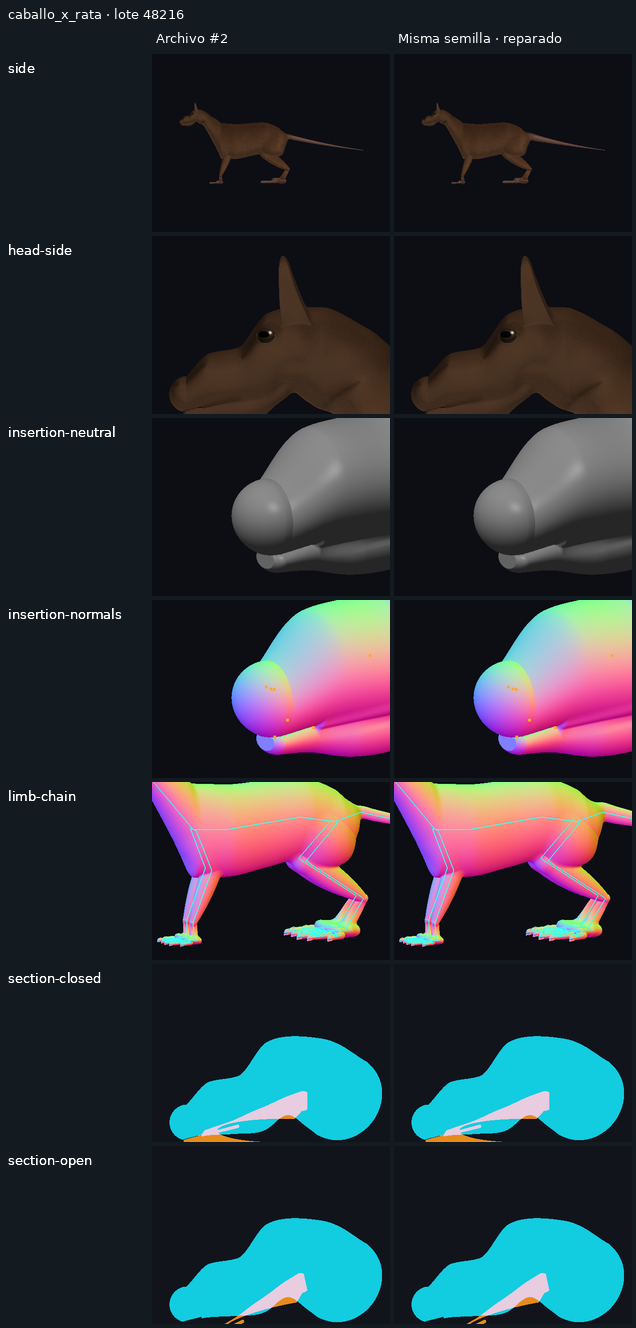 caballo_x_rata · lote 48216
Archivo #2
Misma semilla · reparado
side
head-side
insertion-neutral
insertion-normals
limb-chain
section-closed
section-open